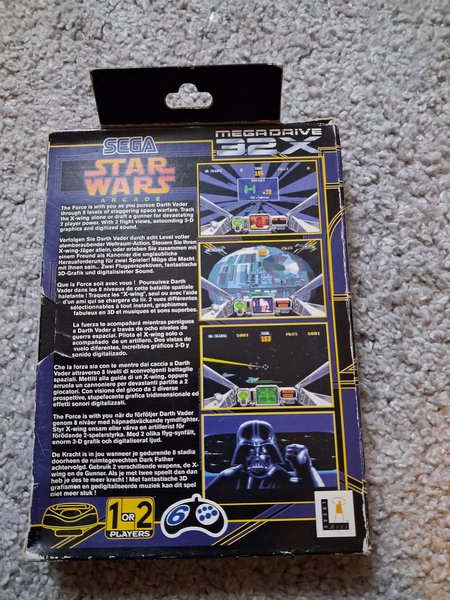 SEGA
MEGADRIVE
32X
STAR
WARS
ARCADE
The Force is with you as you pursue Darth Vader
through 8 levels of staggering space warfare. Track
the X-wing alone or draft a gunner for devastating
2 player power. With 2 flight views, astounding 3-D
graphics and digitized sound.
Verfolgen Sie Darth Vader durch acht Level voller
atemberaubender Weltraum-Action. Steuern Sie Ihren
X-wing-Jäger allein, oder erleben Sie zusammen mit
einem Freund als Kanonier die unglaubliche
Herausforderung für zwei Spieler! Möge die Macht
mit Ihnen sein.. Zwei Flugperspektiven, fantastische
3D-Grafik und digitalisierter Sound.
Que la Force soit avec vous ! Poursuivez Darth
Vader dans les 8 niveaux de cette bataille spatiale
haletante ! Traquez les "X-wing", seul ou avec l'aide
d'un ami qui se chargera du tir. 2 vues différentes
sélectionnables à tout instant, graphismes
fabuleux en 3D et musiques et sons superbes.
La fuerza te acompañará mientras persigues
a Darth Vader a través de ocho niveles de
guerra espacial. Pilota el X-wing solo o
acompañado de un artillero. Dos vistas de
vuelo diferentes, increíbles gráficos 3-D y
sonido digitalizado.
Che la forza sia con te mentre dai caccia a Darth
Vader attraverso 8 livelli di sconvolgenti battaglie
spaziali. Mettiti alla guida di un X-wing, oppure
arruola un cannoniere per devastanti partite a 2
giocatori. Con visione del gioco da 2 diverse
prospettive, stupefacente grafica tridimensionale ed
effetti sonori digitalizzati.
The Force is with you när du förföljer Darth Vader
genom 8 nivåer med häpnadsväckande rymdfighter.
Styr X-wing ensam eller värva en artillerist för
förödande 2-spelarstyrka. Med 2 olika flyg-synfält,
enorm 3-D grafik och digitaliserat ljud.
De Kracht is in jou wanneer je gedurende 8 stadia
doorheen de ruimtegevechten Dark Father
achtervolgd. Gebruik 2 verschillende wapens, de X-
wing en de Gunner. Als je met twee speelt dan dan
heb je des te meer kracht ! Met fantastische 3D
grafismen en gedigitaliseerde muziek kan dit spel
niet meer stuk !
1 OR 2
PLAYERS
6
LUCAS
ARTS